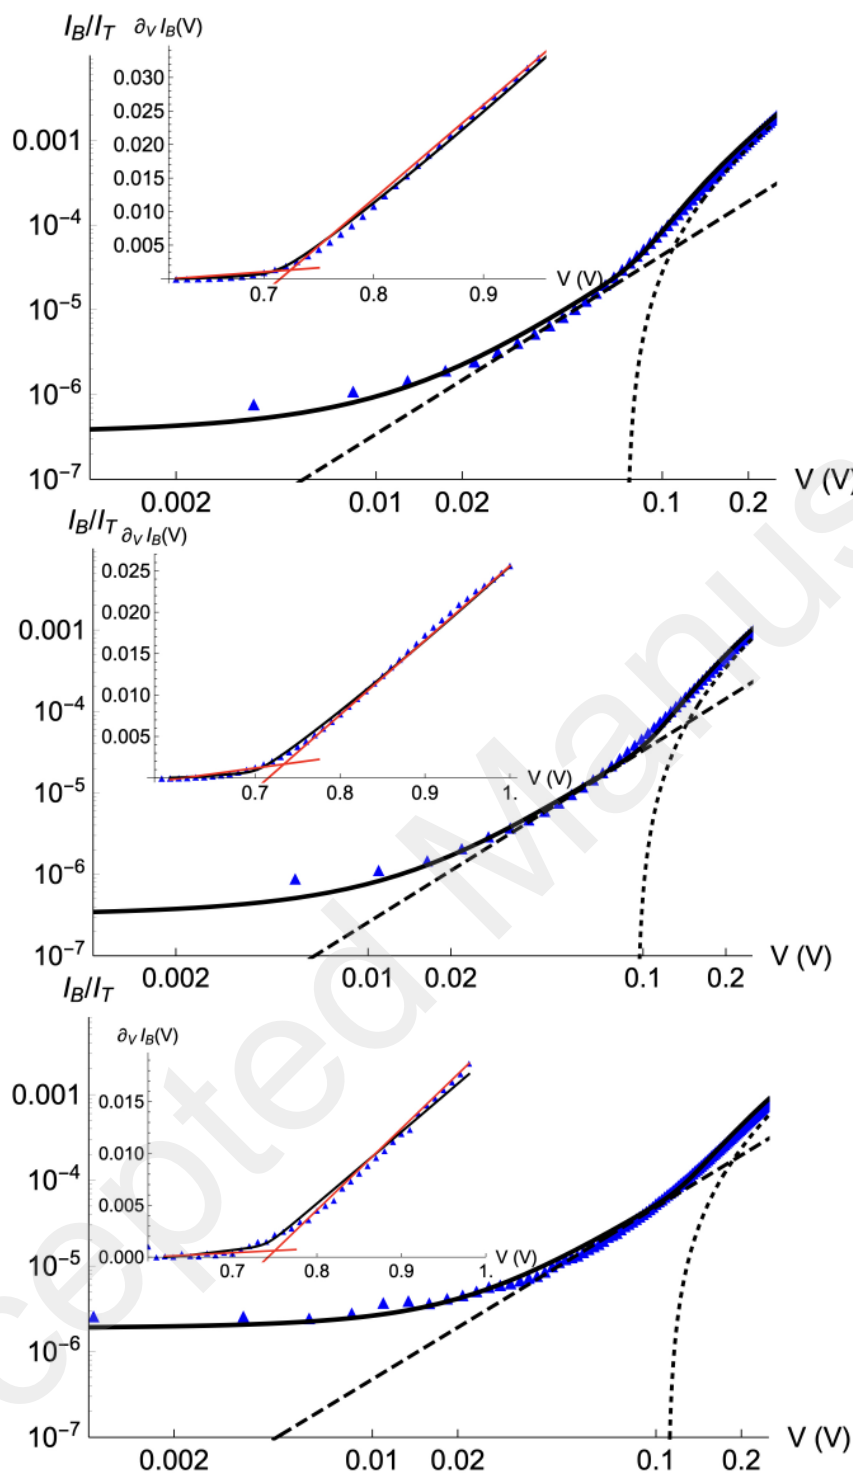 I_B/I_T ∂_V I_B(V)
0.030
0.025
0.020
0.015
0.010
0.005
0.7 0.8 0.9
V (V)
0.001
10⁻⁴
10⁻⁵
10⁻⁶
10⁻⁷
0.002 0.01 0.02 0.1 0.2
V (V)
I_B/I_T ∂_V I_B(V)
0.025
0.020
0.015
0.010
0.005
0.7 0.8 0.9 1.
V (V)
0.001
10⁻⁴
10⁻⁵
10⁻⁶
10⁻⁷
0.002 0.01 0.02 0.1 0.2
V (V)
I_B/I_T
∂_V I_B(V)
0.015
0.010
0.005
0.000
0.7 0.8 0.9 1.
V (V)
0.001
10⁻⁴
10⁻⁵
10⁻⁶
10⁻⁷
0.002 0.01 0.02 0.1 0.2
V (V)
cepted Manus